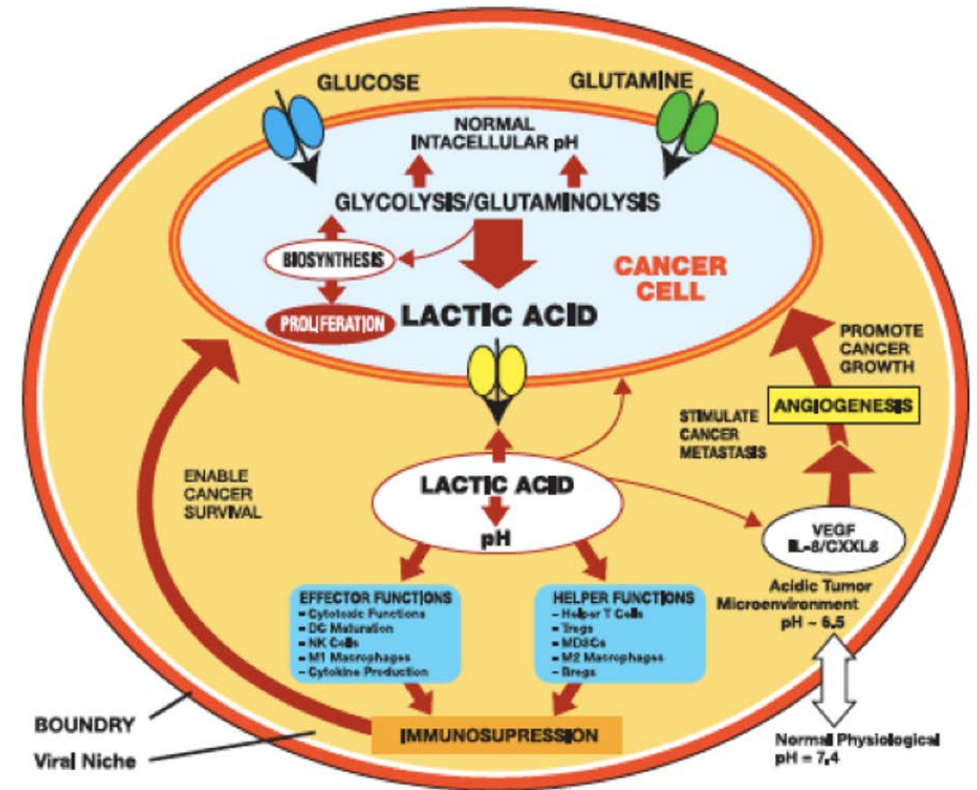 GLUCOSE
GLUTAMINE
NORMAL
INTACELLULAR pH
GLYCOLYSIS/GLUTAMINOLYSIS
BIOSYNTHESIS
CANCER
CELL
PROLIFERATION
LACTIC ACID
PROMOTE
CANCER
GROWTH
ANGIOGENESIS
STIMULATE
CANCER
METASTASIS
ENABLE
CANCER
SURVIVAL
LACTIC ACID
pH
VEGF
IL-8/CXXL8
Acidic Tumor
Microenvironment
pH ~ 6.5
EFFECTOR FUNCTIONS
- Cytotoxic Functions
- DC Maturation
- NK Cells
- M1 Macrophages
- Cytokine Production
HELPER FUNCTIONS
- Helper T Cells
- Tregs
- MDSCs
- M2 Macrophages
- Bregs
BOUNDRY
Viral Niche
IMMUNOSUPRESSION
Normal Physiological
pH = 7.4